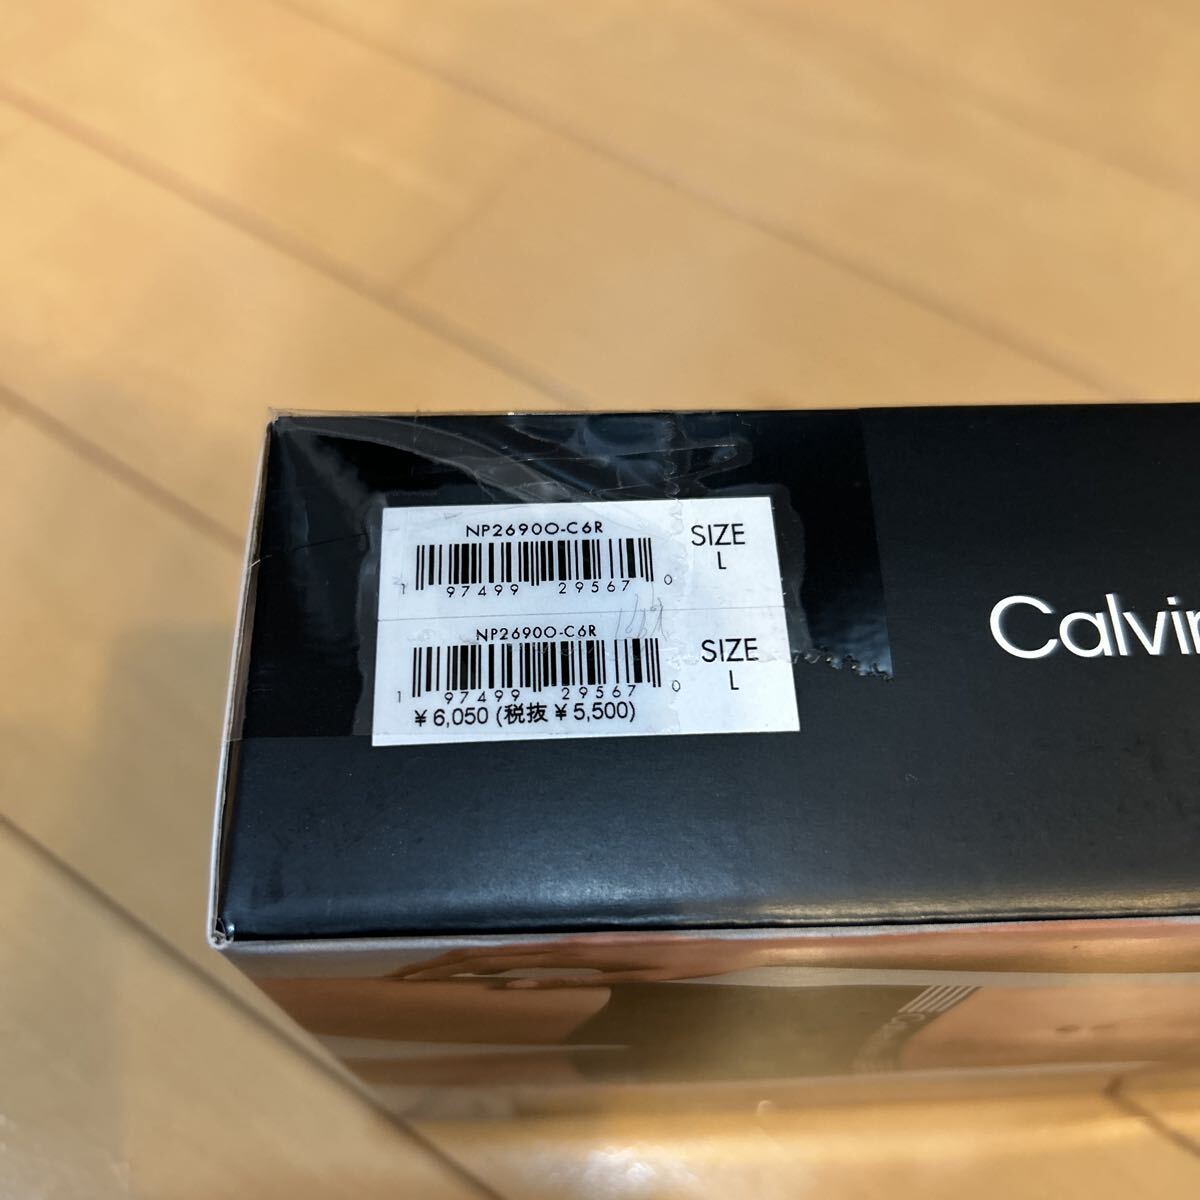 NP2690O-C6R
SIZE
L
1 97499 29567 0
NP2690O-C6R
SIZE
L
1 97499 29567 0
¥6,050 (税抜¥5,500)
Calvin